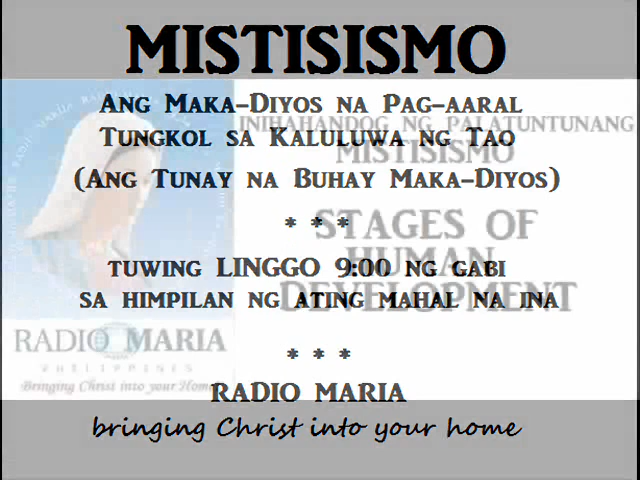 MISTISISMO
ANG MAKA-DIYOS NA PAG-AARAL
TUNGKOL SA KALULUWA NG TAO
(ANG TUNAY NA BUHAY MAKA-DIYOS)
* * *
TUWING LINGGO 9:00 NG GABI
SA HIMPILAN NG ATING MAHAL NA INA
* * *
RADIO MARIA
bringing Christ into your home
INIHAHANDOG NG PALATUNTUNANG
MISTISISMO
STAGES OF
HUMAN
DEVELOPMENT
RADIO MARIA
PHILIPPINES
Bringing Christ into your Home